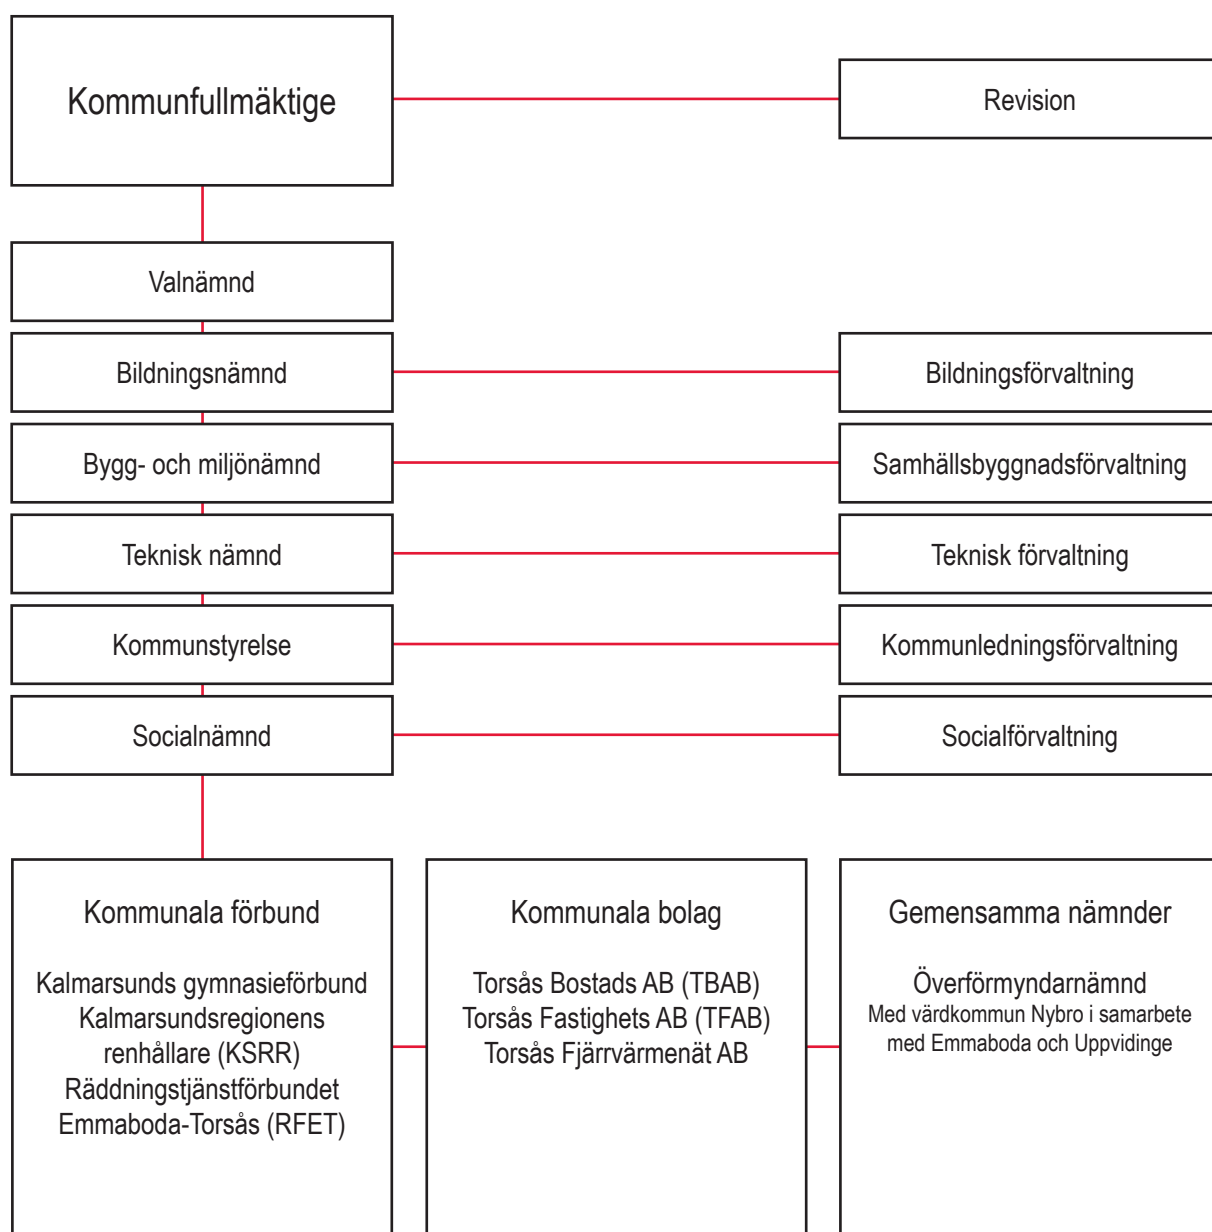 Kommunfullmäktige
Revision
Valnämnd
Bildningsnämnd
Bildningsförvaltning
Bygg- och miljönämnd
Samhällsbyggnadsförvaltning
Teknisk nämnd
Teknisk förvaltning
Kommunstyrelse
Kommunledningsförvaltning
Socialnämnd
Socialförvaltning
Kommunala förbund
Kalmarsunds gymnasieförbund
Kalmarsundsregionens
renhållare (KSRR)
Räddningstjänstförbundet
Emmaboda-Torsås (RFET)
Kommunala bolag
Torsås Bostads AB (TBAB)
Torsås Fastighets AB (TFAB)
Torsås Fjärrvärmenät AB
Gemensamma nämnder
Överförmyndarnämnd
Med värdkommun Nybro i samarbete
med Emmaboda och Uppvidinge